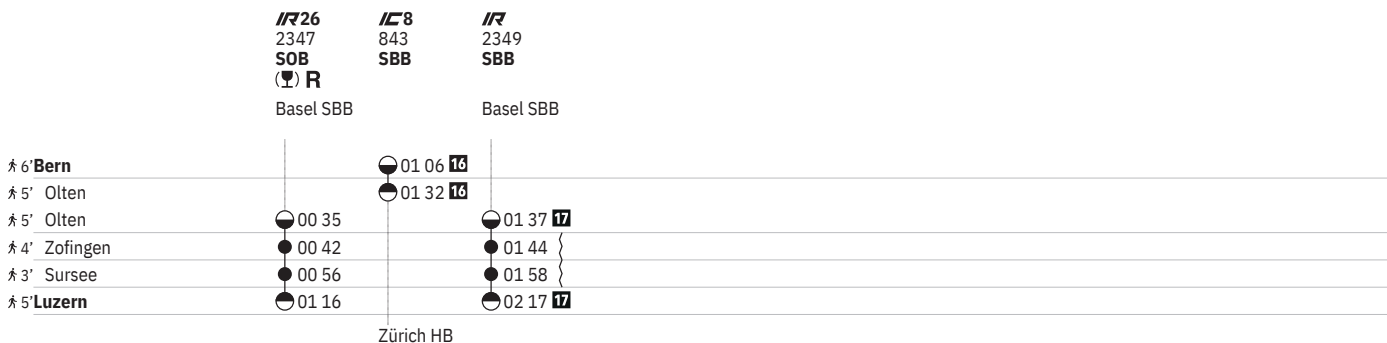 IR26 IC8 IR
2347 843 2349
SOB SBB SBB
R
Basel SBB Basel SBB
6’ Bern 01 06 16
5’ Olten 01 32 16
5’ Olten 00 35 01 37 17
4’ Zofingen 00 42 01 44
3’ Sursee 00 56 01 58
5’ Luzern 01 16 02 17 17
Zürich HB